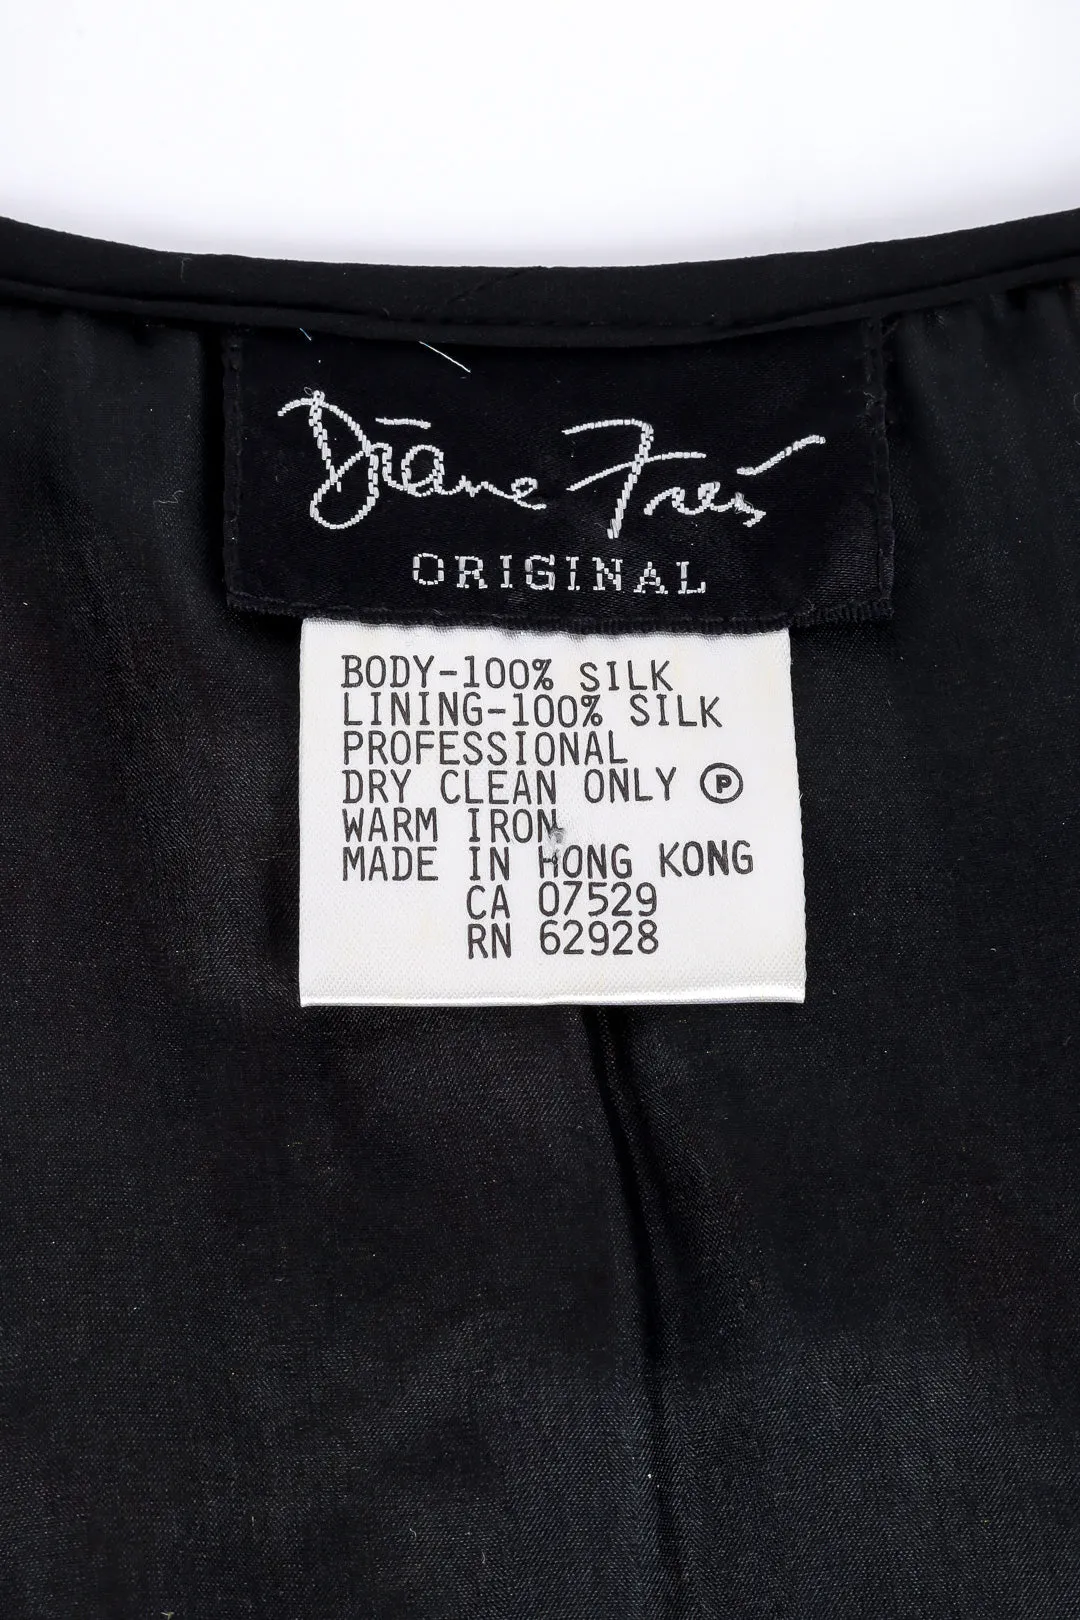 Diane Fres
ORIGINAL
BODY-100% SILK
LINING-100% SILK
PROFESSIONAL
DRY CLEAN ONLY Ⓟ
WARM IRON
MADE IN HONG KONG
CA 07529
RN 62928